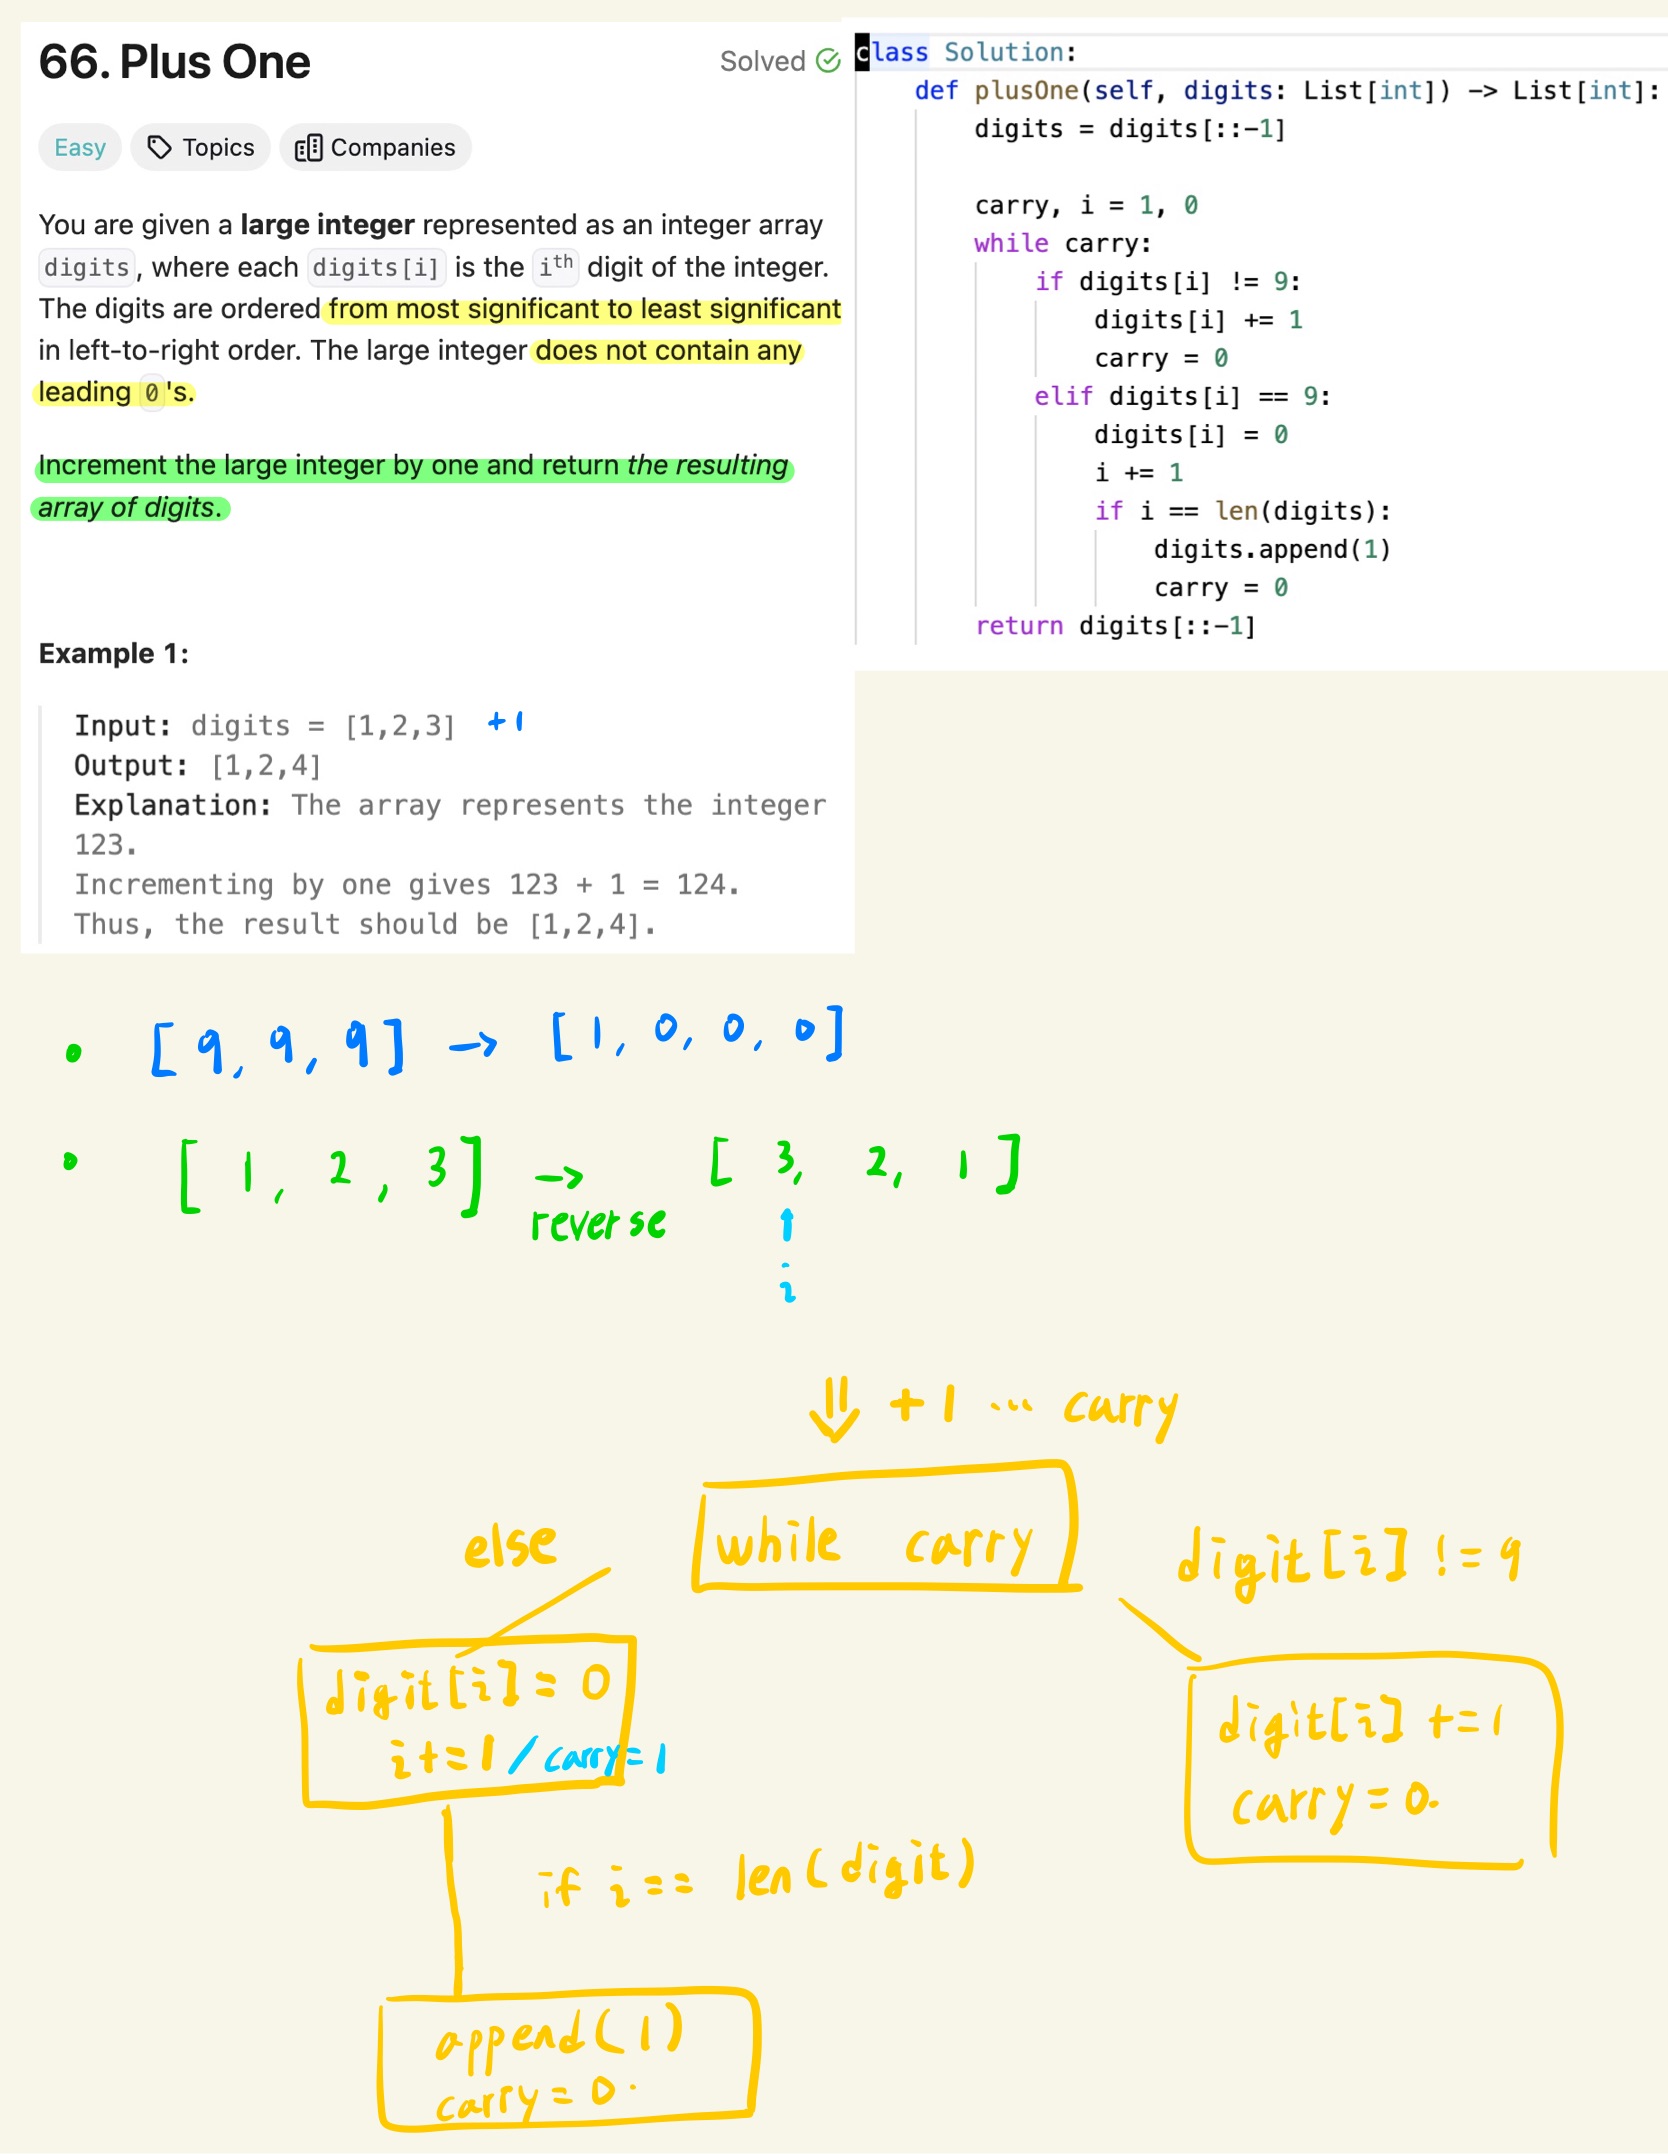 66. Plus One
Solved
Easy
Topics
Companies
You are given a large integer represented as an integer array
digits, where each digits[i] is the ith digit of the integer.
The digits are ordered from most significant to least significant
in left-to-right order. The large integer does not contain any
leading 0's.
Increment the large integer by one and return the resulting
array of digits.
Example 1:
Input: digits = [1,2,3] +1
Output: [1,2,4]
Explanation: The array represents the integer
123.
Incrementing by one gives 123 + 1 = 124.
Thus, the result should be [1,2,4].
class Solution:
def plusOne(self, digits: List[int]) -> List[int]:
digits = digits[::-1]
carry, i = 1, 0
while carry:
if digits[i] != 9:
digits[i] += 1
carry = 0
elif digits[i] == 9:
digits[i] = 0
i += 1
if i == len(digits):
digits.append(1)
carry = 0
return digits[::-1]
• [9, 9, 9] → [1, 0, 0, 0]
• [1, 2, 3] → [3, 2, 1]
reverse
i
+1 ... carry
while carry
else
digit[i] != 9
digit[i] = 0
i += 1 / carry = 1
digit[i] += 1
carry = 0.
if i == len(digit)
append(1)
carry = 0.